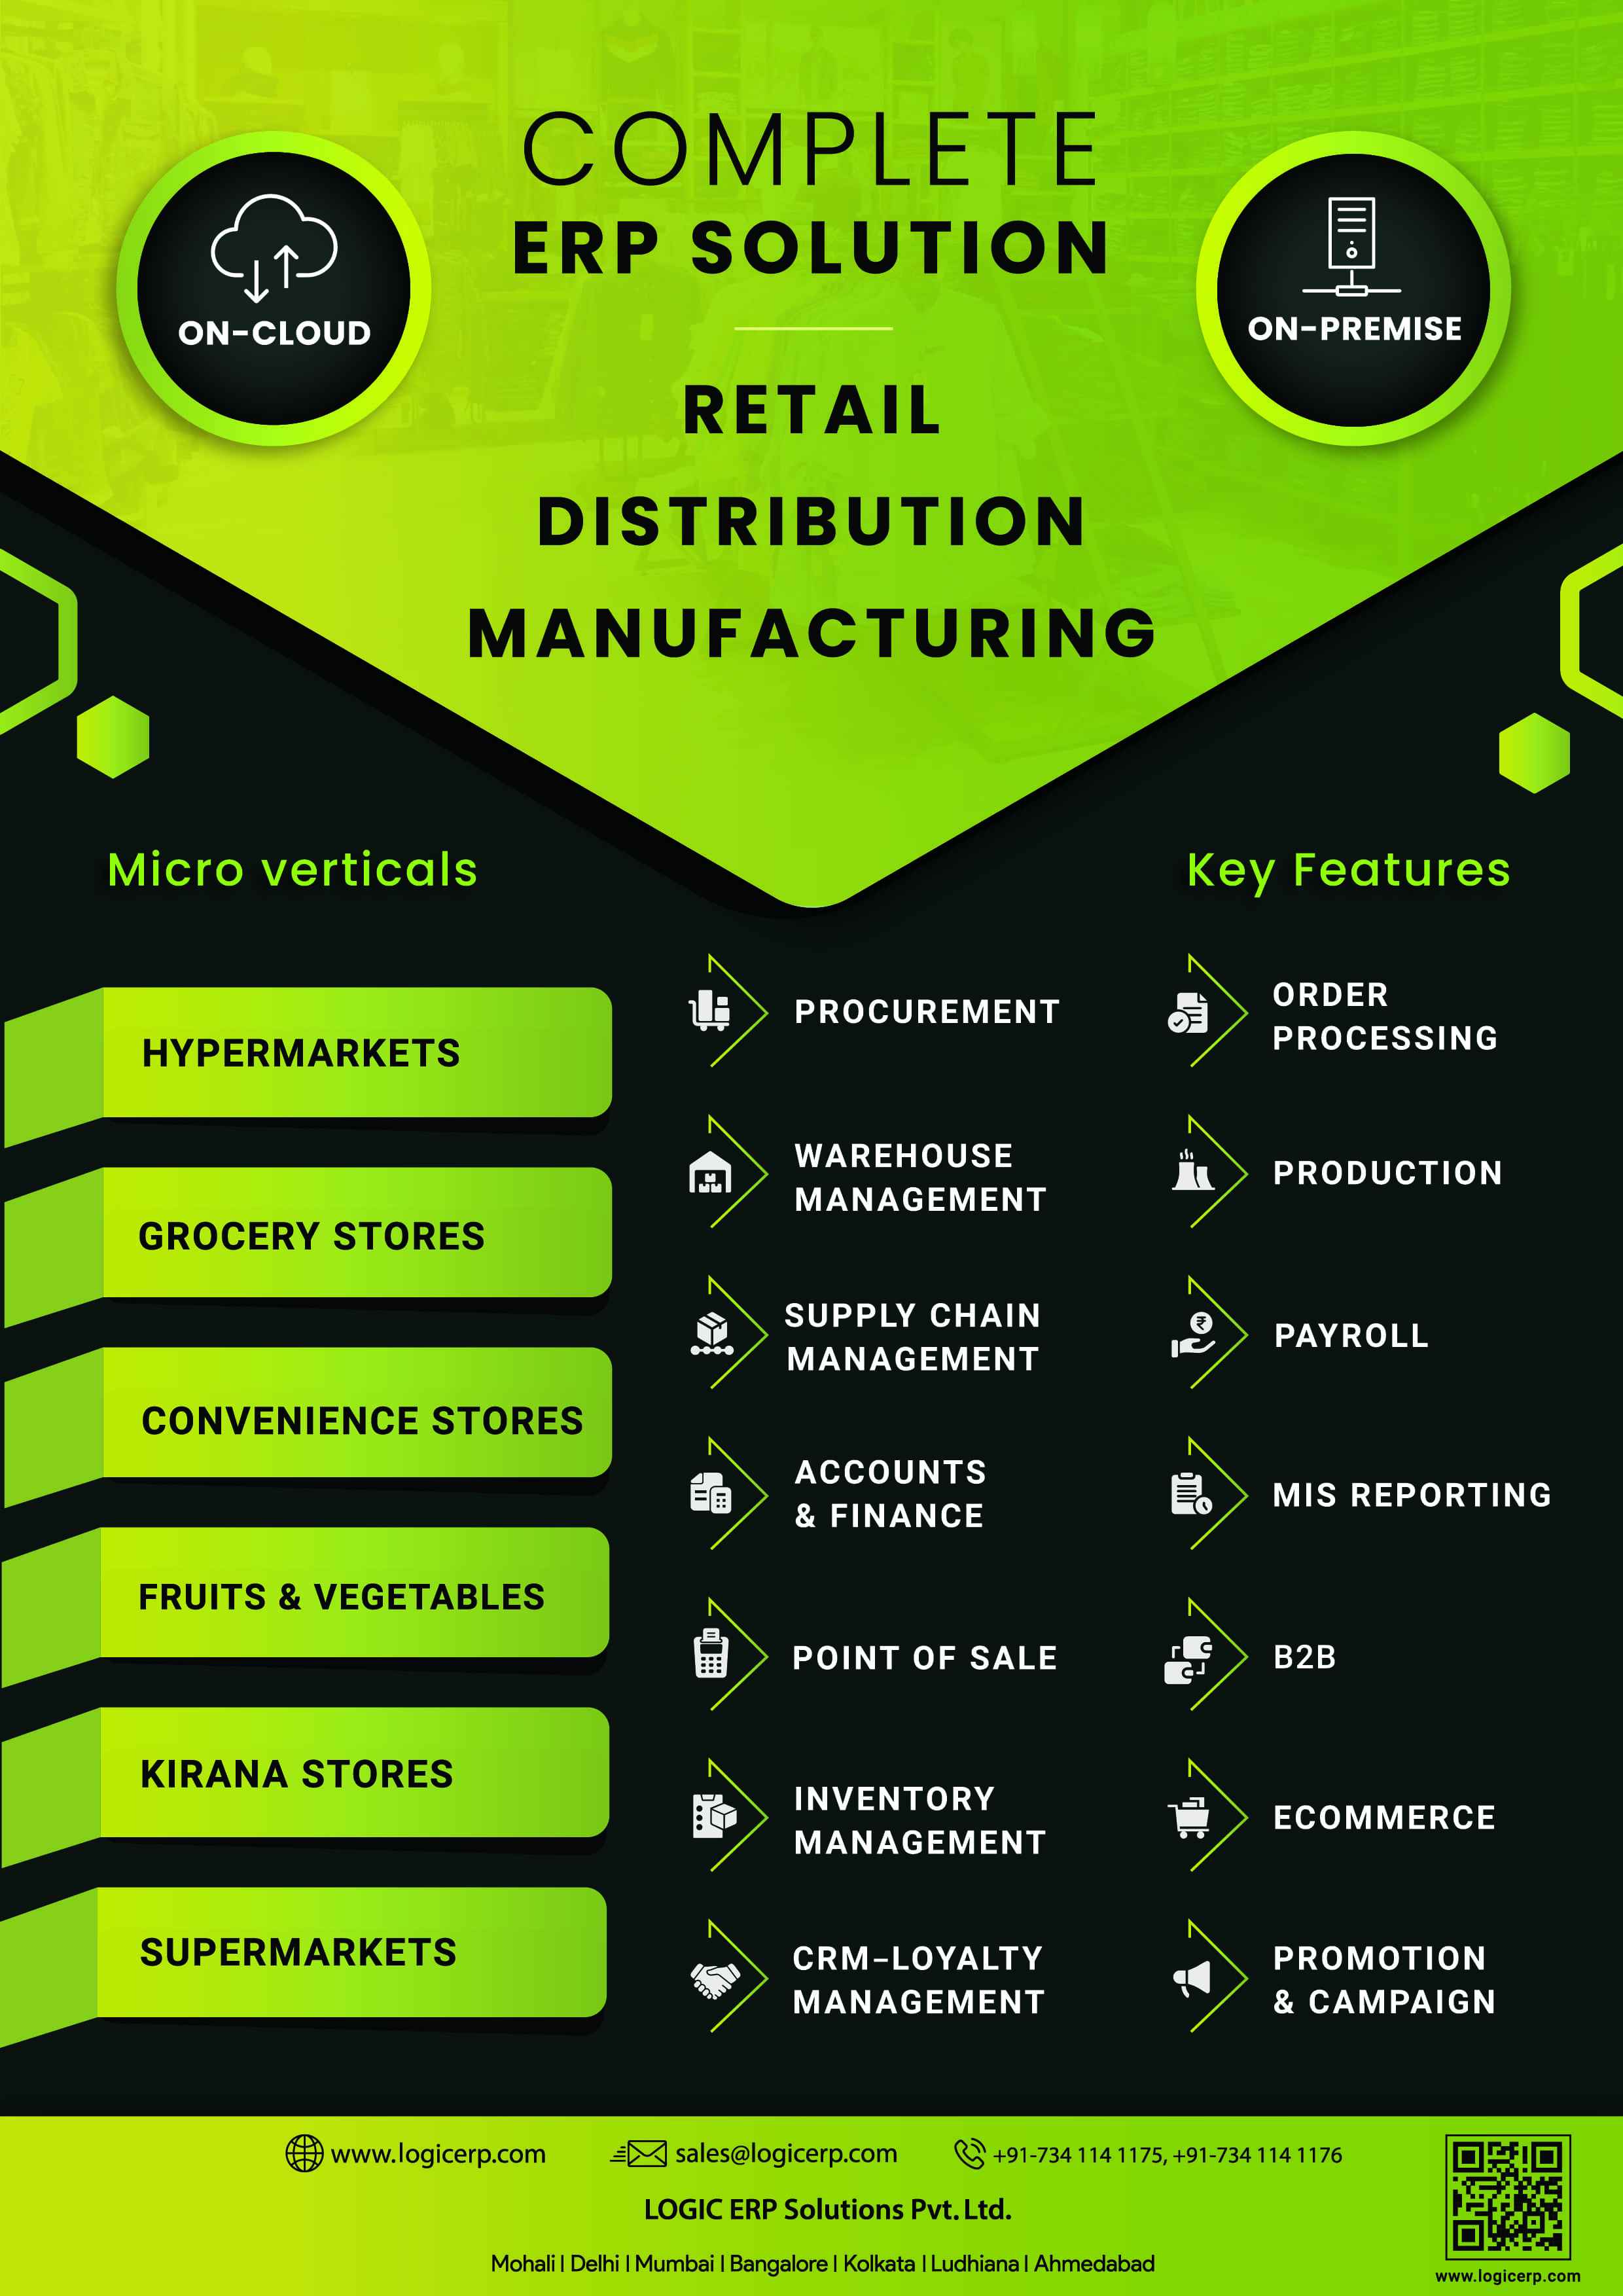 COMPLETE
ERP SOLUTION
ON-CLOUD
ON-PREMISE
RETAIL
DISTRIBUTION
MANUFACTURING
Micro verticals
HYPERMARKETS
GROCERY STORES
CONVENIENCE STORES
FRUITS & VEGETABLES
KIRANA STORES
SUPERMARKETS
Key Features
PROCUREMENT
WAREHOUSE
MANAGEMENT
SUPPLY CHAIN
MANAGEMENT
ACCOUNTS
& FINANCE
POINT OF SALE
INVENTORY
MANAGEMENT
CRM-LOYALTY
MANAGEMENT
ORDER
PROCESSING
PRODUCTION
₹
PAYROLL
MIS REPORTING
B2B
ECOMMERCE
PROMOTION
& CAMPAIGN
www.logicerp.com
sales@logicerp.com
+91-734 114 1175, +91-734 114 1176
LOGIC ERP Solutions Pvt. Ltd.
Mohali | Delhi | Mumbai | Bangalore | Kolkata | Ludhiana | Ahmedabad
www.logicerp.com